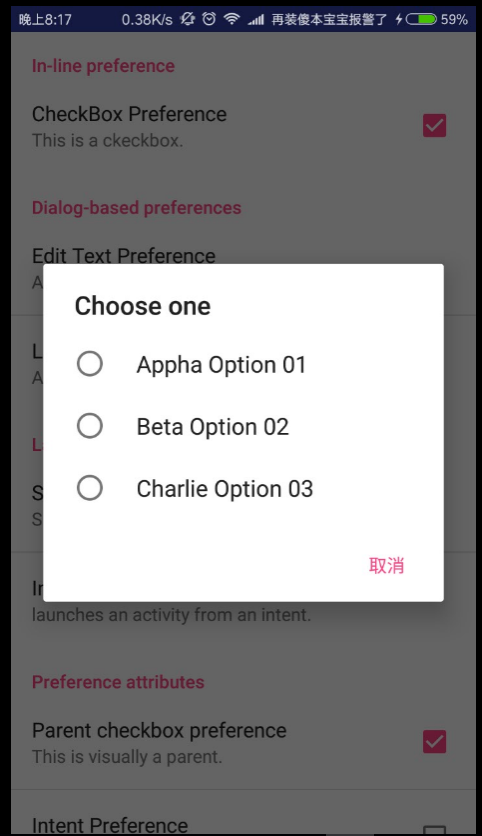 晚上8:17 0.38K/s 再装傻本宝宝报警了 59%
In-line preference
CheckBox Preference
This is a ckeckbox.
Dialog-based preferences
Edit Text Preference
A
Choose one
L
Appha Option 01
A
Beta Option 02
L
Charlie Option 03
S
S
取消
In
launches an activity from an intent.
Preference attributes
Parent checkbox preference
This is visually a parent.
Intent Preference